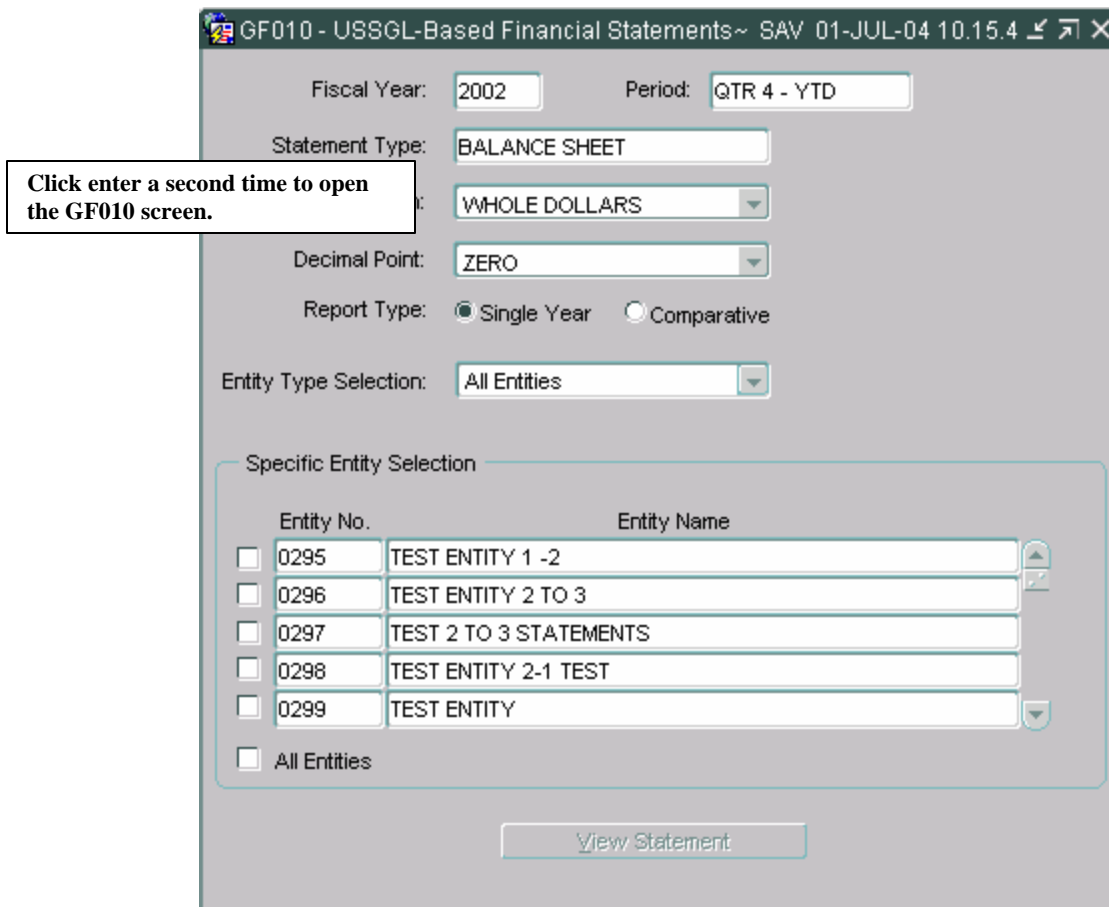 GF010 - USSGL-Based Financial Statements~ SAV 01-JUL-04 10.15.4
Fiscal Year: 2002 Period: QTR 4 - YTD
Statement Type: BALANCE SHEET
Click enter a second time to open
the GF010 screen.
WHOLE DOLLARS
Decimal Point: ZERO
Report Type: Single Year Comparative
Entity Type Selection: All Entities
Specific Entity Selection
Entity No. Entity Name
0295 TEST ENTITY 1 -2
0296 TEST ENTITY 2 TO 3
0297 TEST 2 TO 3 STATEMENTS
0298 TEST ENTITY 2-1 TEST
0299 TEST ENTITY
All Entities
View Statement